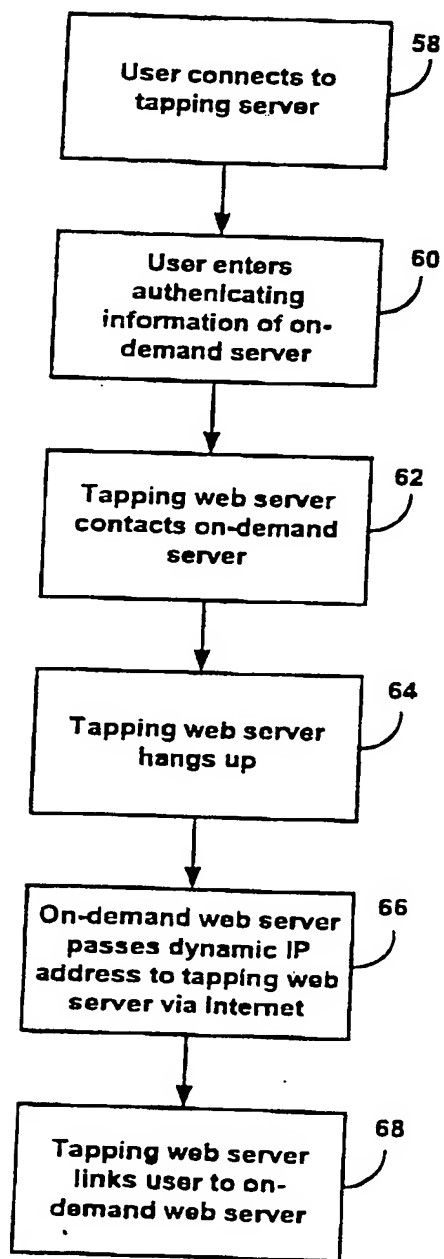 58
User connects to
tapping server
60
User enters
authenicating
information of on-
demand server
62
Tapping web server
contacts on-demand
server
64
Tapping web server
hangs up
66
On-demand web server
passes dynamic IP
address to tapping web
server via Internet
68
Tapping web server
links user to on-
demand web server